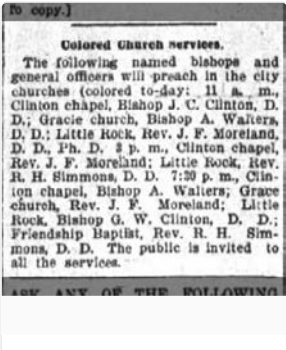 To copy.]
Colored Church Services.
The following named bishops and
general officers will preach in the city
churches (colored to-day: 11 a. m.,
Clinton chapel, Bishop J. C. Clinton, D.
D.; Gracie church, Bishop A. Walters,
D. D.; Little Rock, Rev. J. F. Moreland,
D. D., Ph. D. 3 p. m., Clinton chapel,
Rev. J. F. Moreland; Little Rock, Rev.
R. H. Simmons, D. D. 7:30 p. m., Clin-
ton chapel, Bishop A. Walters; Grace
church, Rev. J. F. Moreland; Little
Rock, Bishop G. W. Clinton, D. D.;
Friendship Baptist, Rev. R. H. Sim-
mons, D. D. The public is invited to
all the services.
ASK ANY OF THE FOLLOWING